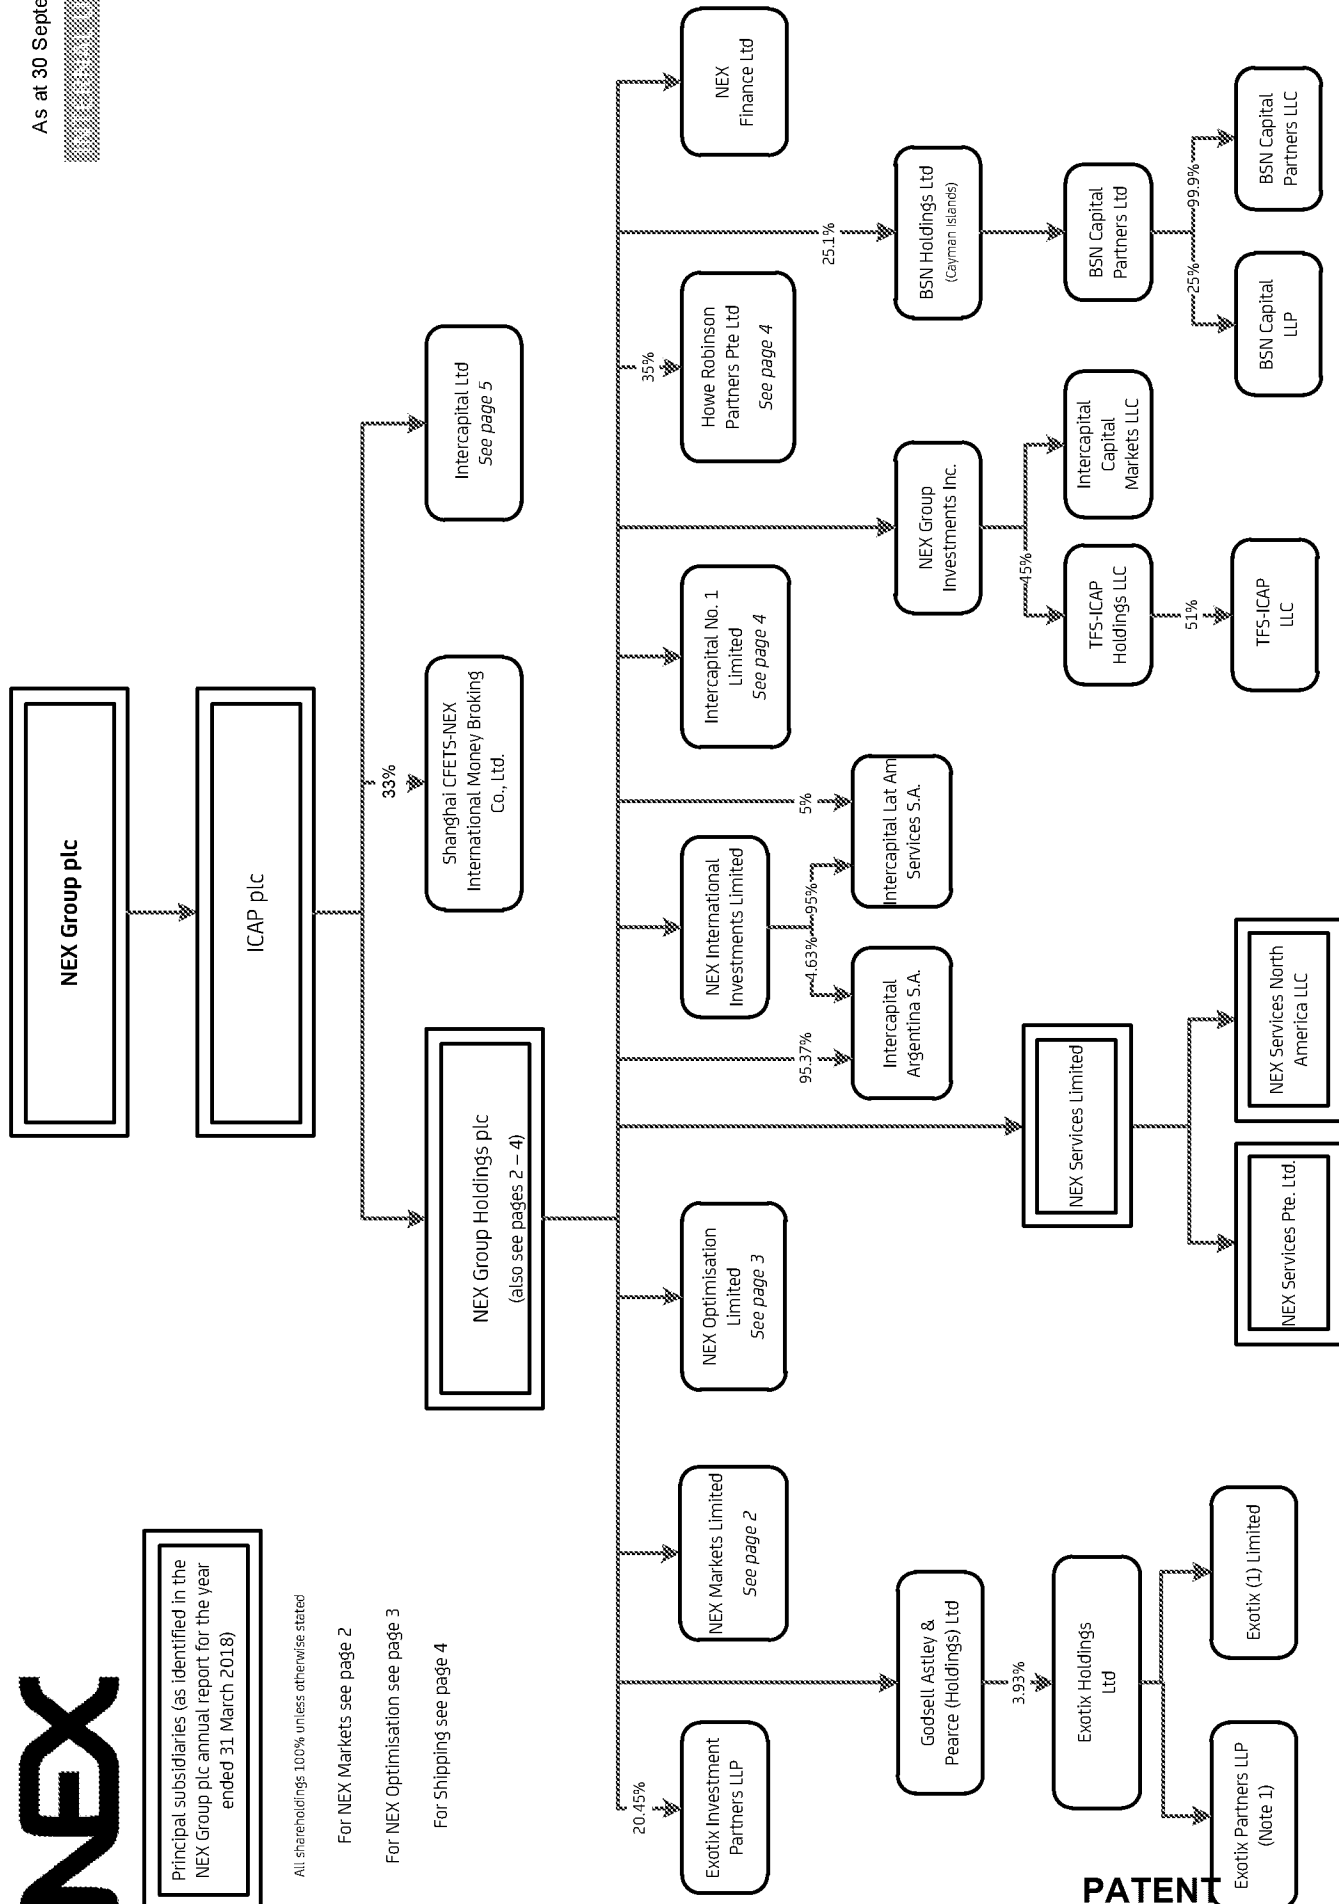 NEX
As at 30 Septe
Principal subsidiaries (as identified in the
NEX Group plc annual report for the year
ended 31 March 2018)
All shareholdings 100% unless otherwise stated
For NEX Markets see page 2
For NEX Optimisation see page 3
For Shipping see page 4
NEX Group plc
ICAP plc
33%
NEX Group Holdings plc
(also see pages 2 – 4)
Shanghai CFETS-NEX
International Money Broking
Co., Ltd.
Intercapital Ltd
See page 5
20.45%
Exotix Investment
Partners LLP
NEX Markets Limited
See page 2
NEX Optimisation
Limited
See page 3
NEX International
Investments Limited
Intercapital No. 1
Limited
See page 4
35%
Howe Robinson
Partners Pte Ltd
See page 4
NEX
Finance Ltd
95.37%
4.63%
95%
5%
25.1%
Intercapital
Argentina S.A.
Intercapital Lat Am
Services S.A.
Godsell Astley &
Pearce (Holdings) Ltd
3.93%
Exotix Holdings
Ltd
Exotix Partners LLP
(Note 1)
Exotix (1) Limited
NEX Services Limited
NEX Services Pte. Ltd.
NEX Services North
America LLC
NEX Group
Investments Inc.
45%
TFS-ICAP
Holdings LLC
Intercapital
Capital
Markets LLC
51%
TFS-ICAP
LLC
BSN Holdings Ltd
(Cayman Islands)
BSN Capital
Partners Ltd
25%
99.9%
BSN Capital
LLP
BSN Capital
Partners LLC
PATENT